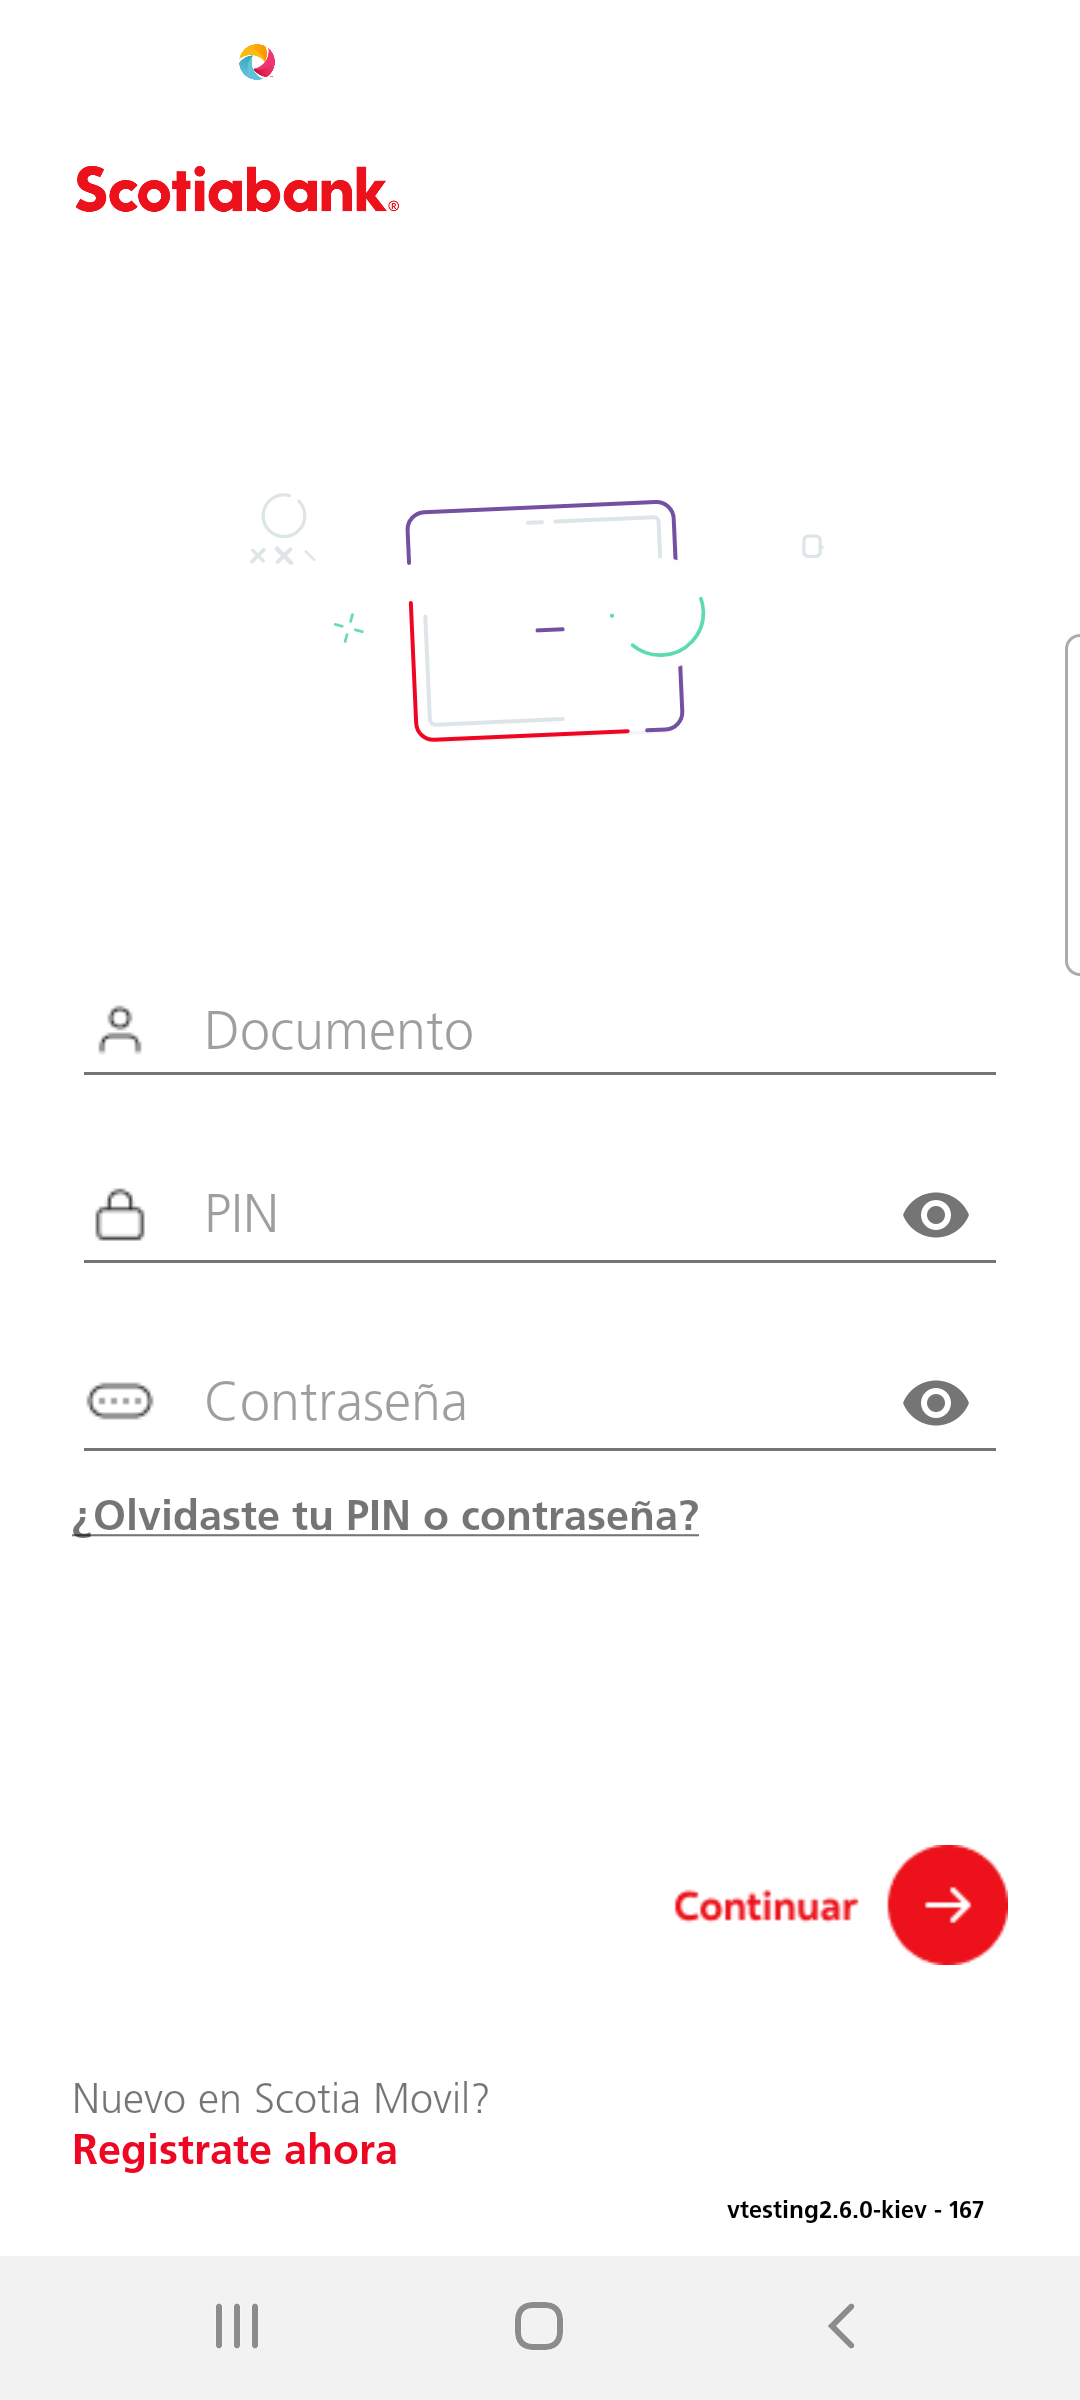 Scotiabank®
Documento
PIN
Contraseña
¿Olvidaste tu PIN o contraseña?
Continuar
Nuevo en Scotia Movil?
Registrate ahora
vtesting2.6.0-kiev - 167